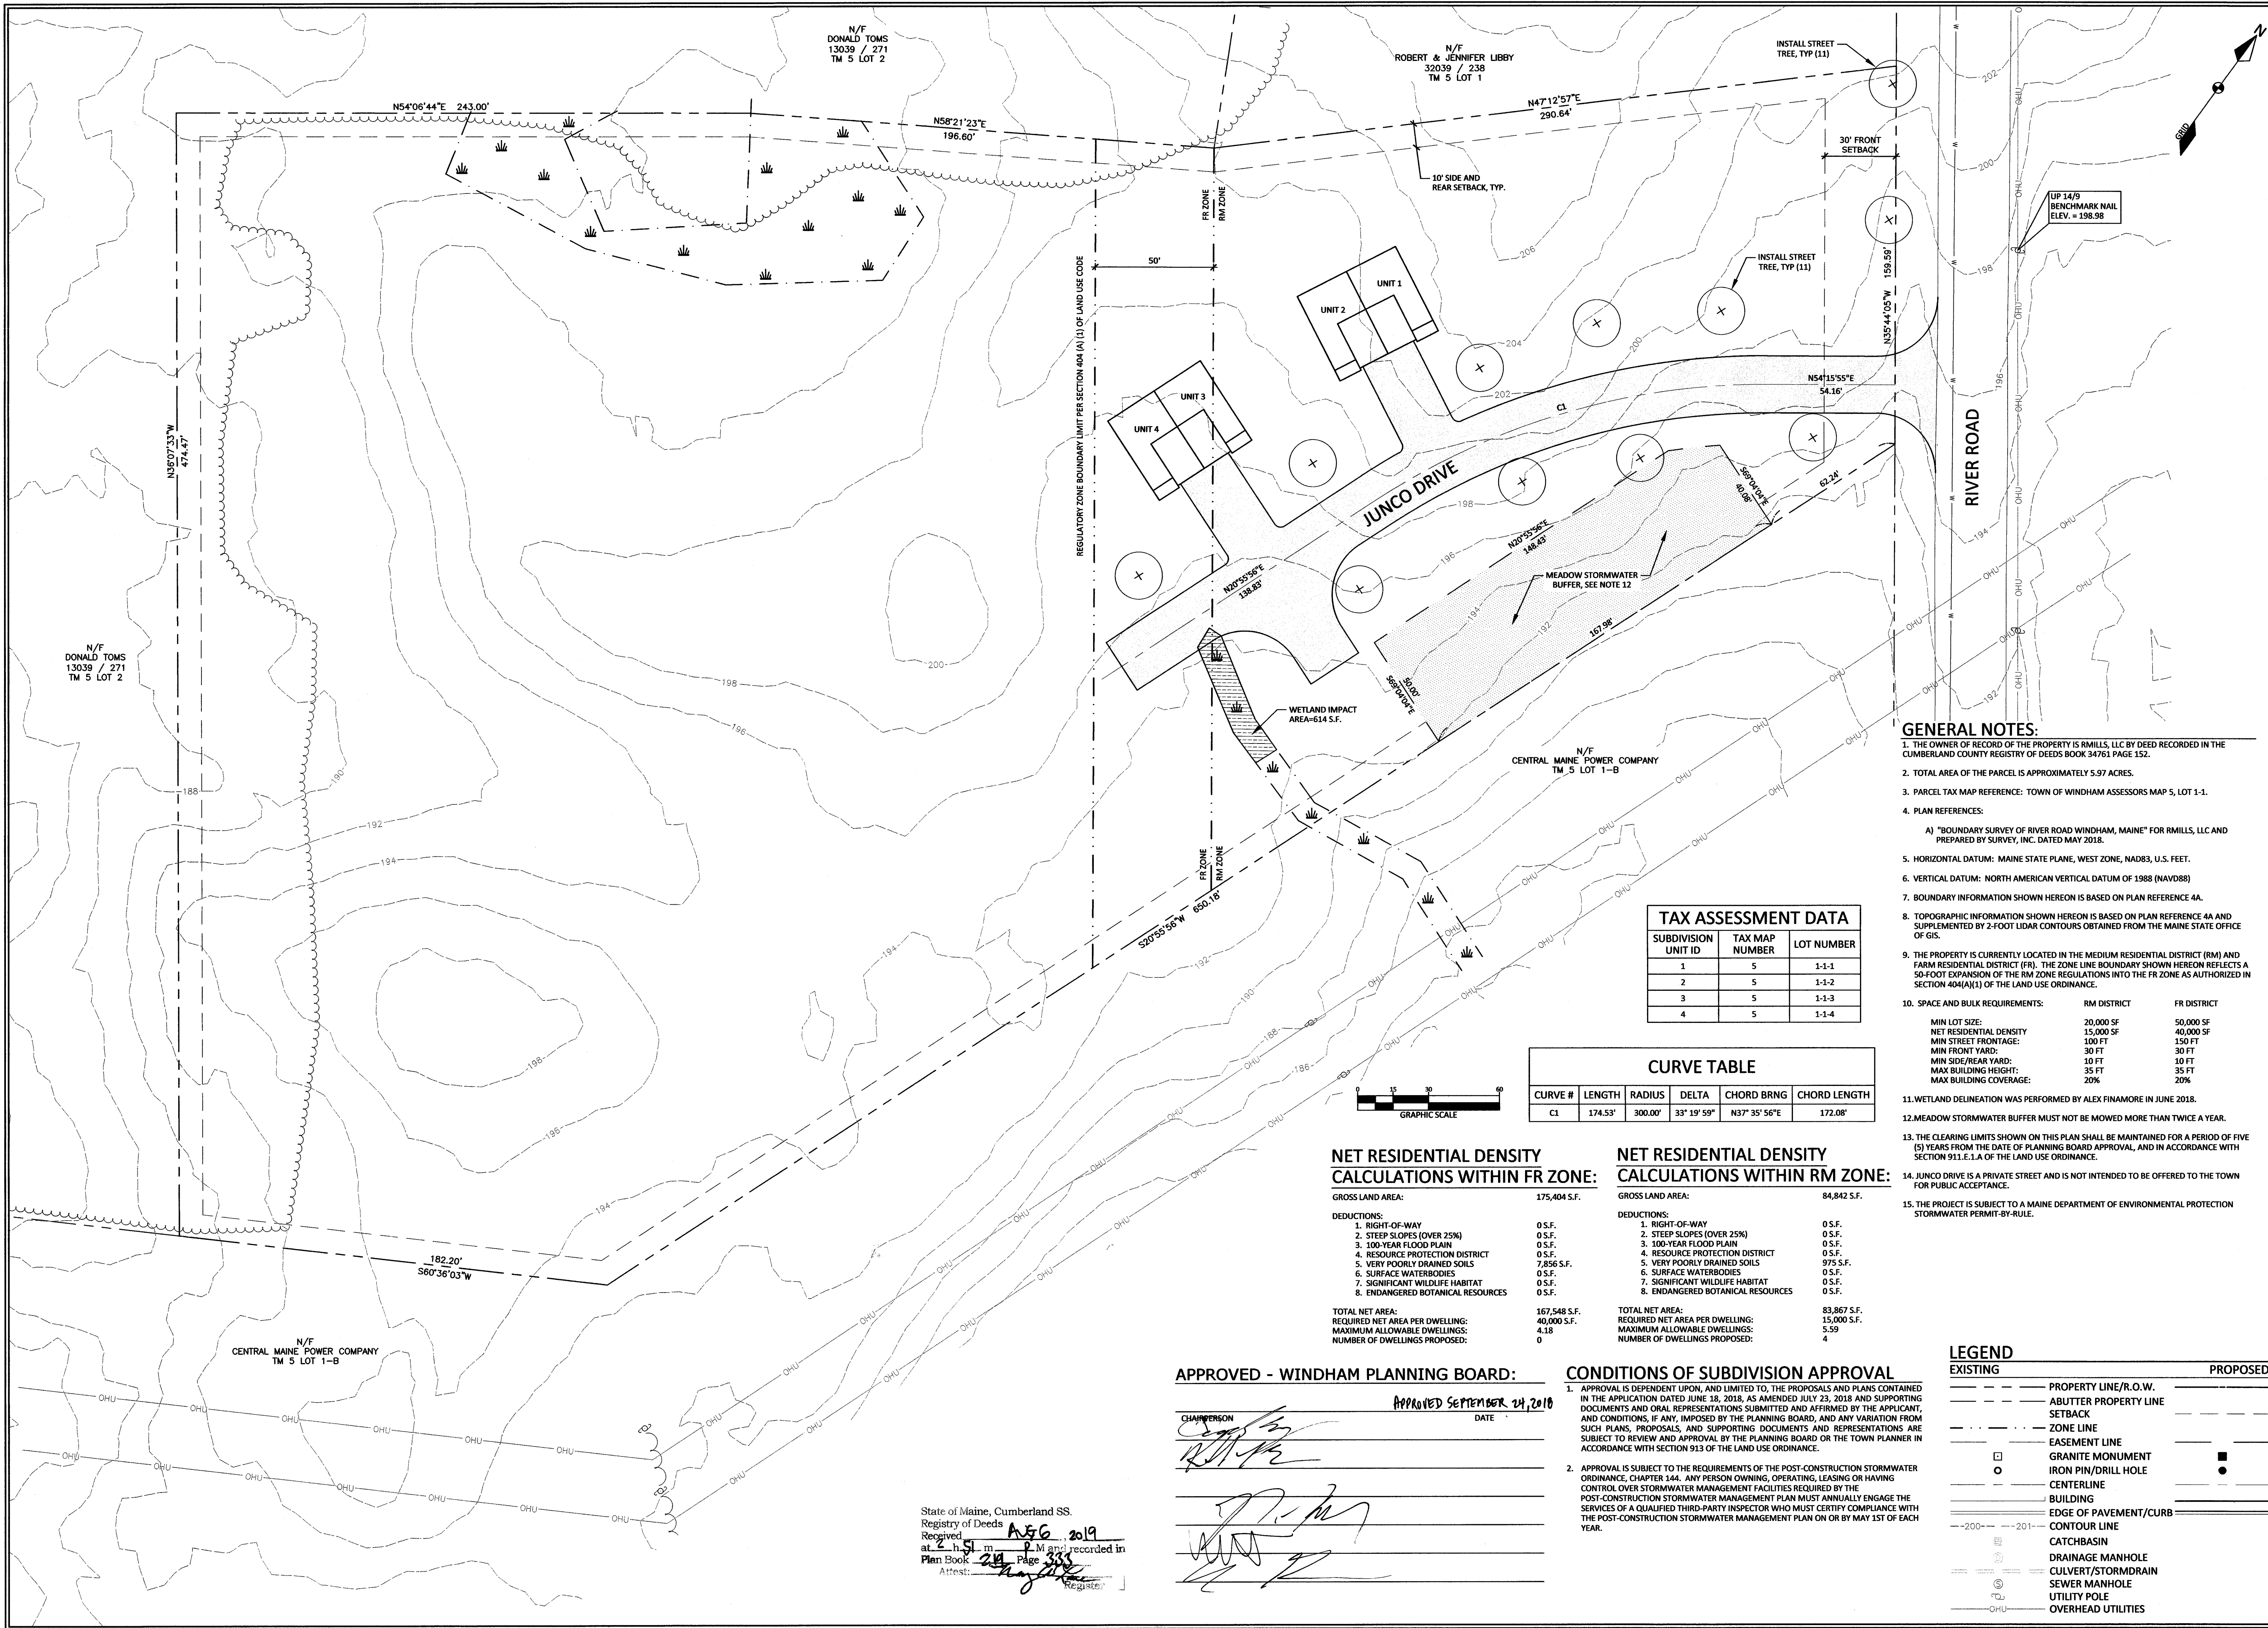 N/F
DONALD TOMS
13039 / 271
TM 5 LOT 2
N/F
ROBERT & JENNIFER LIBBY
32039 / 238
TM 5 LOT 1
INSTALL STREET
TREE, TYP (11)
N
GRID
N54°06'44"E 243.00'
N58°21'23"E
196.60'
N47°12'57"E
290.64'
30' FRONT
SETBACK
10' SIDE AND
REAR SETBACK, TYP.
FR ZONE
RM ZONE
UP 14/9
BENCHMARK NAIL
ELEV. = 198.98
50'
REGULATORY ZONE BOUNDARY LIMIT PER SECTION 404 (A) (1) OF LAND USE CODE
INSTALL STREET
TREE, TYP (11)
UNIT 1
UNIT 2
UNIT 3
UNIT 4
N35°44'05"W 159.59'
N54°15'55"E
54.16'
C1
JUNCO DRIVE
RIVER ROAD
N36°07'33"W
474.47'
S69°04'04"E
40.08'
62.24'
N20°55'56"E
148.43'
N20°55'56"E
138.83'
MEADOW STORMWATER
BUFFER, SEE NOTE 12
167.98'
50.00'
S69°04'04"E
WETLAND IMPACT
AREA=614 S.F.
N/F
DONALD TOMS
13039 / 271
TM 5 LOT 2
N/F
CENTRAL MAINE POWER COMPANY
TM 5 LOT 1-B
FR ZONE
RM ZONE
S20°55'56"W 650.18'
182.20'
S60°36'03"W
N/F
CENTRAL MAINE POWER COMPANY
TM 5 LOT 1-B
202
200
198
196
194
192
206
204
202
200
198
196
194
192
200
198
196
190
188
192
194
198
196
194
194
192
190
188
186
OHU
W
GENERAL NOTES:
1. THE OWNER OF RECORD OF THE PROPERTY IS RMILLS, LLC BY DEED RECORDED IN THE
CUMBERLAND COUNTY REGISTRY OF DEEDS BOOK 34761 PAGE 152.
2. TOTAL AREA OF THE PARCEL IS APPROXIMATELY 5.97 ACRES.
3. PARCEL TAX MAP REFERENCE: TOWN OF WINDHAM ASSESSORS MAP 5, LOT 1-1.
4. PLAN REFERENCES:
A) "BOUNDARY SURVEY OF RIVER ROAD WINDHAM, MAINE" FOR RMILLS, LLC AND
PREPARED BY SURVEY, INC. DATED MAY 2018.
5. HORIZONTAL DATUM: MAINE STATE PLANE, WEST ZONE, NAD83, U.S. FEET.
6. VERTICAL DATUM: NORTH AMERICAN VERTICAL DATUM OF 1988 (NAVD88)
7. BOUNDARY INFORMATION SHOWN HEREON IS BASED ON PLAN REFERENCE 4A.
8. TOPOGRAPHIC INFORMATION SHOWN HEREON IS BASED ON PLAN REFERENCE 4A AND
SUPPLEMENTED BY 2-FOOT LIDAR CONTOURS OBTAINED FROM THE MAINE STATE OFFICE
OF GIS.
9. THE PROPERTY IS CURRENTLY LOCATED IN THE MEDIUM RESIDENTIAL DISTRICT (RM) AND
FARM RESIDENTIAL DISTRICT (FR). THE ZONE LINE BOUNDARY SHOWN HEREON REFLECTS A
50-FOOT EXPANSION OF THE RM ZONE REGULATIONS INTO THE FR ZONE AS AUTHORIZED IN
SECTION 404(A)(1) OF THE LAND USE ORDINANCE.
10. SPACE AND BULK REQUIREMENTS: RM DISTRICT FR DISTRICT
MIN LOT SIZE: 20,000 SF 50,000 SF
NET RESIDENTIAL DENSITY 15,000 SF 40,000 SF
MIN STREET FRONTAGE: 100 FT 150 FT
MIN FRONT YARD: 30 FT 30 FT
MIN SIDE/REAR YARD: 10 FT 10 FT
MAX BUILDING HEIGHT: 35 FT 35 FT
MAX BUILDING COVERAGE: 20% 20%
11.WETLAND DELINEATION WAS PERFORMED BY ALEX FINAMORE IN JUNE 2018.
12.MEADOW STORMWATER BUFFER MUST NOT BE MOWED MORE THAN TWICE A YEAR.
13. THE CLEARING LIMITS SHOWN ON THIS PLAN SHALL BE MAINTAINED FOR A PERIOD OF FIVE
(5) YEARS FROM THE DATE OF PLANNING BOARD APPROVAL, AND IN ACCORDANCE WITH
SECTION 911.E.1.A OF THE LAND USE ORDINANCE.
14. JUNCO DRIVE IS A PRIVATE STREET AND IS NOT INTENDED TO BE OFFERED TO THE TOWN
FOR PUBLIC ACCEPTANCE.
15. THE PROJECT IS SUBJECT TO A MAINE DEPARTMENT OF ENVIRONMENTAL PROTECTION
STORMWATER PERMIT-BY-RULE.
TAX ASSESSMENT DATA
SUBDIVISION UNIT ID TAX MAP NUMBER LOT NUMBER
1 5 1-1-1
2 5 1-1-2
3 5 1-1-3
4 5 1-1-4
CURVE TABLE
CURVE # LENGTH RADIUS DELTA CHORD BRNG CHORD LENGTH
C1 174.53' 300.00' 33° 19' 59" N37° 35' 56"E 172.08'
0 15 30 60
GRAPHIC SCALE
NET RESIDENTIAL DENSITY
CALCULATIONS WITHIN FR ZONE:
GROSS LAND AREA: 175,404 S.F.
DEDUCTIONS:
1. RIGHT-OF-WAY 0 S.F.
2. STEEP SLOPES (OVER 25%) 0 S.F.
3. 100-YEAR FLOOD PLAIN 0 S.F.
4. RESOURCE PROTECTION DISTRICT 0 S.F.
5. VERY POORLY DRAINED SOILS 7,856 S.F.
6. SURFACE WATERBODIES 0 S.F.
7. SIGNIFICANT WILDLIFE HABITAT 0 S.F.
8. ENDANGERED BOTANICAL RESOURCES 0 S.F.
TOTAL NET AREA: 167,548 S.F.
REQUIRED NET AREA PER DWELLING: 40,000 S.F.
MAXIMUM ALLOWABLE DWELLINGS: 4.18
NUMBER OF DWELLINGS PROPOSED: 0
NET RESIDENTIAL DENSITY
CALCULATIONS WITHIN RM ZONE:
GROSS LAND AREA: 84,842 S.F.
DEDUCTIONS:
1. RIGHT-OF-WAY 0 S.F.
2. STEEP SLOPES (OVER 25%) 0 S.F.
3. 100-YEAR FLOOD PLAIN 0 S.F.
4. RESOURCE PROTECTION DISTRICT 0 S.F.
5. VERY POORLY DRAINED SOILS 975 S.F.
6. SURFACE WATERBODIES 0 S.F.
7. SIGNIFICANT WILDLIFE HABITAT 0 S.F.
8. ENDANGERED BOTANICAL RESOURCES 0 S.F.
TOTAL NET AREA: 83,867 S.F.
REQUIRED NET AREA PER DWELLING: 15,000 S.F.
MAXIMUM ALLOWABLE DWELLINGS: 5.59
NUMBER OF DWELLINGS PROPOSED: 4
APPROVED - WINDHAM PLANNING BOARD:
APPROVED SEPTEMBER 24, 2018
CHAIRPERSON DATE
CONDITIONS OF SUBDIVISION APPROVAL
1. APPROVAL IS DEPENDENT UPON, AND LIMITED TO, THE PROPOSALS AND PLANS CONTAINED
IN THE APPLICATION DATED JUNE 18, 2018, AS AMENDED JULY 23, 2018 AND SUPPORTING
DOCUMENTS AND ORAL REPRESENTATIONS SUBMITTED AND AFFIRMED BY THE APPLICANT,
AND CONDITIONS, IF ANY, IMPOSED BY THE PLANNING BOARD, AND ANY VARIATION FROM
SUCH PLANS, PROPOSALS, AND SUPPORTING DOCUMENTS AND REPRESENTATIONS ARE
SUBJECT TO REVIEW AND APPROVAL BY THE PLANNING BOARD OR THE TOWN PLANNER IN
ACCORDANCE WITH SECTION 913 OF THE LAND USE ORDINANCE.
2. APPROVAL IS SUBJECT TO THE REQUIREMENTS OF THE POST-CONSTRUCTION STORMWATER
ORDINANCE, CHAPTER 144. ANY PERSON OWNING, OPERATING, LEASING OR HAVING
CONTROL OVER STORMWATER MANAGEMENT FACILITIES REQUIRED BY THE
POST-CONSTRUCTION STORMWATER MANAGEMENT PLAN MUST ANNUALLY ENGAGE THE
SERVICES OF A QUALIFIED THIRD-PARTY INSPECTOR WHO MUST CERTIFY COMPLIANCE WITH
THE POST-CONSTRUCTION STORMWATER MANAGEMENT PLAN ON OR BY MAY 1ST OF EACH
YEAR.
State of Maine, Cumberland SS.
Registry of Deeds
Received AUG 6, 2019
at 2 h 51 m P M and recorded in
Plan Book 219 Page 333
Attest:
Register
LEGEND
EXISTING PROPOSED
PROPERTY LINE/R.O.W.
ABUTTER PROPERTY LINE
SETBACK
ZONE LINE
EASEMENT LINE
GRANITE MONUMENT
IRON PIN/DRILL HOLE
CENTERLINE
BUILDING
EDGE OF PAVEMENT/CURB
200 201 CONTOUR LINE
CATCHBASIN
DRAINAGE MANHOLE
CULVERT/STORMDRAIN
S SEWER MANHOLE
UTILITY POLE
OHU OVERHEAD UTILITIES